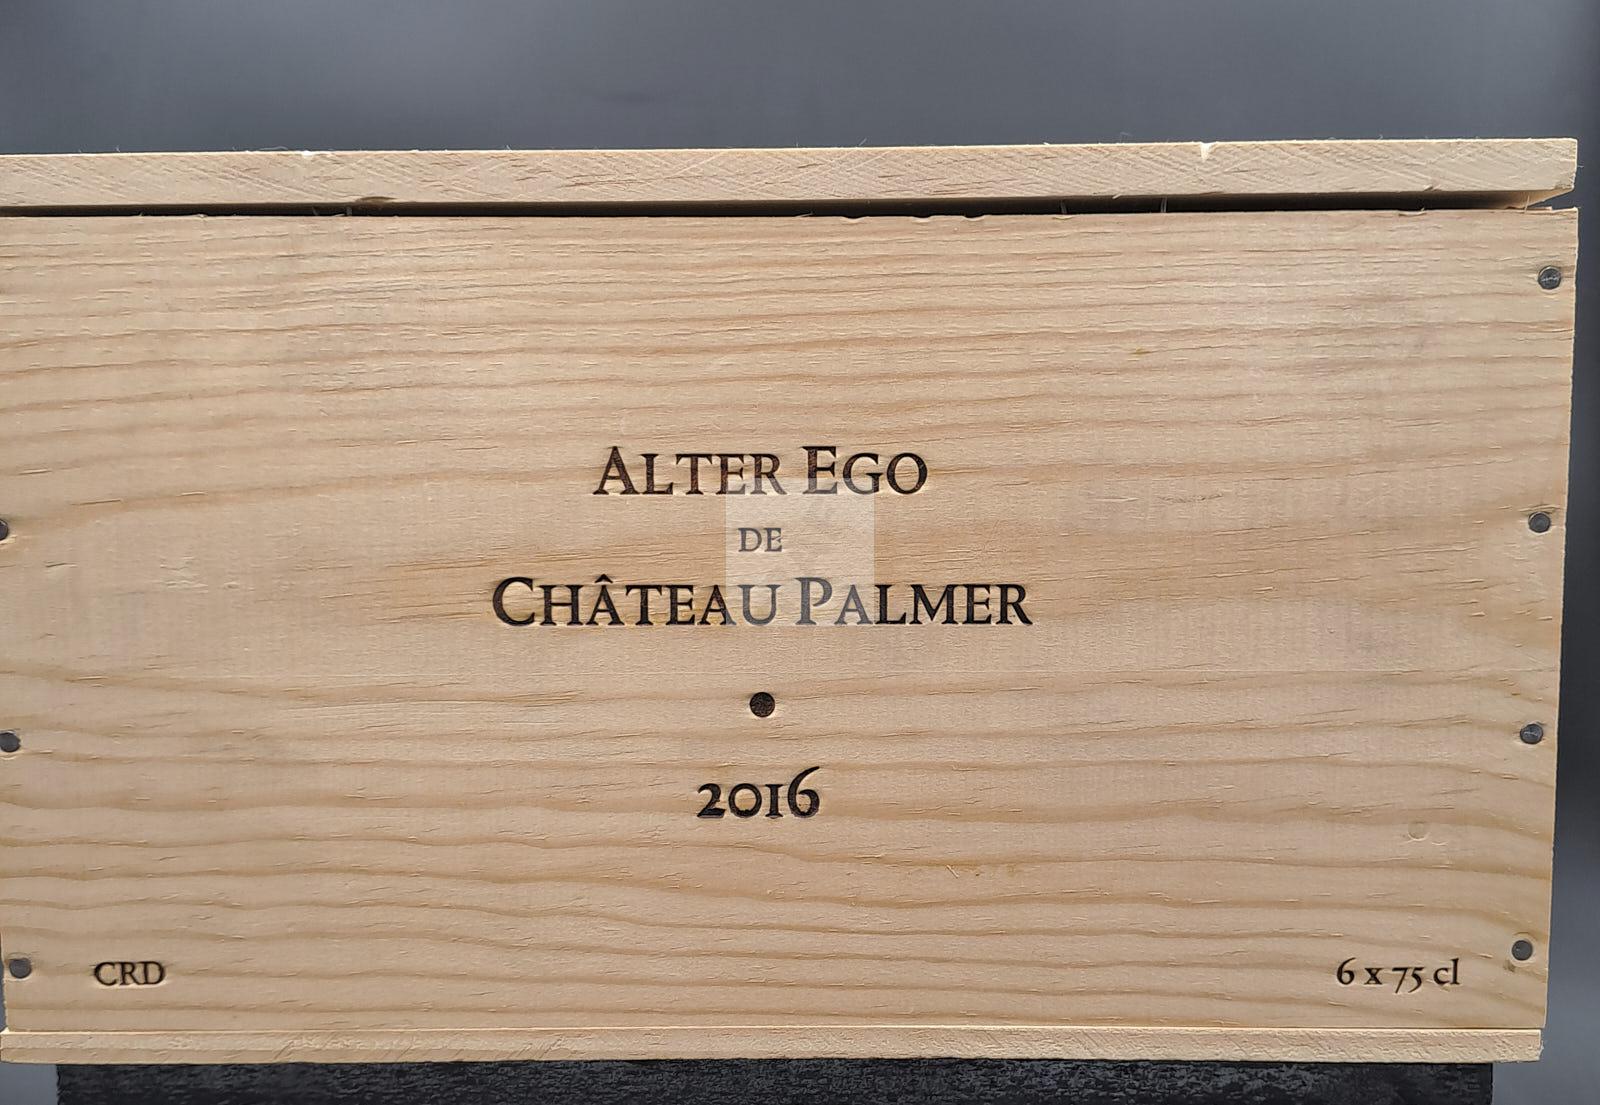 Alter Ego
de
Château Palmer
•
2016
CRD
6 x 75 cl